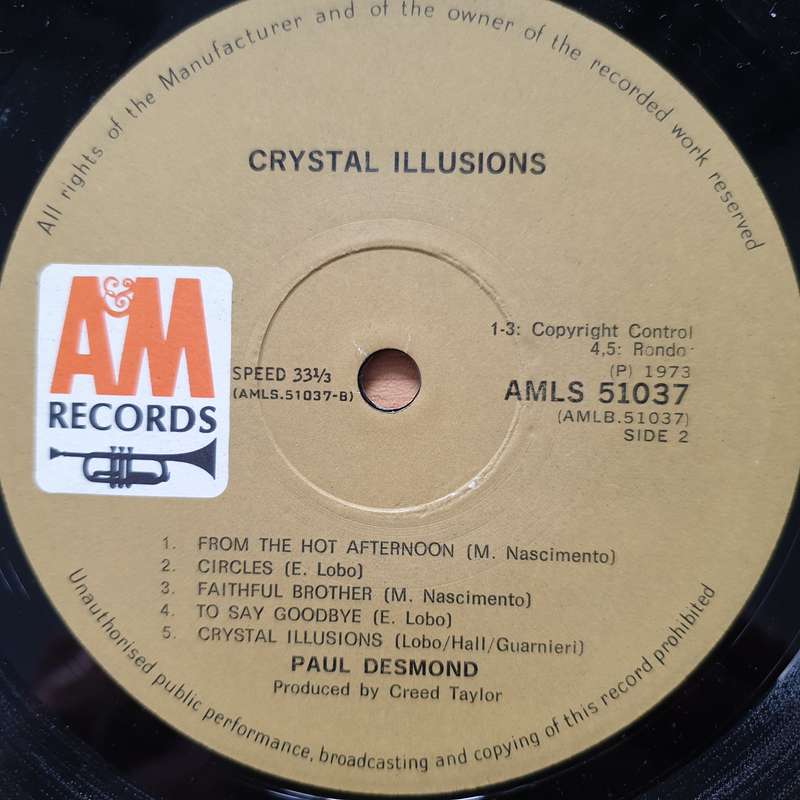 All rights of the Manufacturer and of the owner of the recorded work reserved
CRYSTAL ILLUSIONS
A&M
RECORDS
SPEED 33⅓
(AMLS.51037-B)
1-3: Copyright Control
4,5: Rondo
(P) 1973
AMLS 51037
(AMLB.51037)
SIDE 2
1. FROM THE HOT AFTERNOON (M. Nascimento)
2. CIRCLES (E. Lobo)
3. FAITHFUL BROTHER (M. Nascimento)
4. TO SAY GOODBYE (E. Lobo)
5. CRYSTAL ILLUSIONS (Lobo/Hall/Guarnieri)
PAUL DESMOND
Produced by Creed Taylor
Unauthorised public performance, broadcasting and copying of this record prohibited